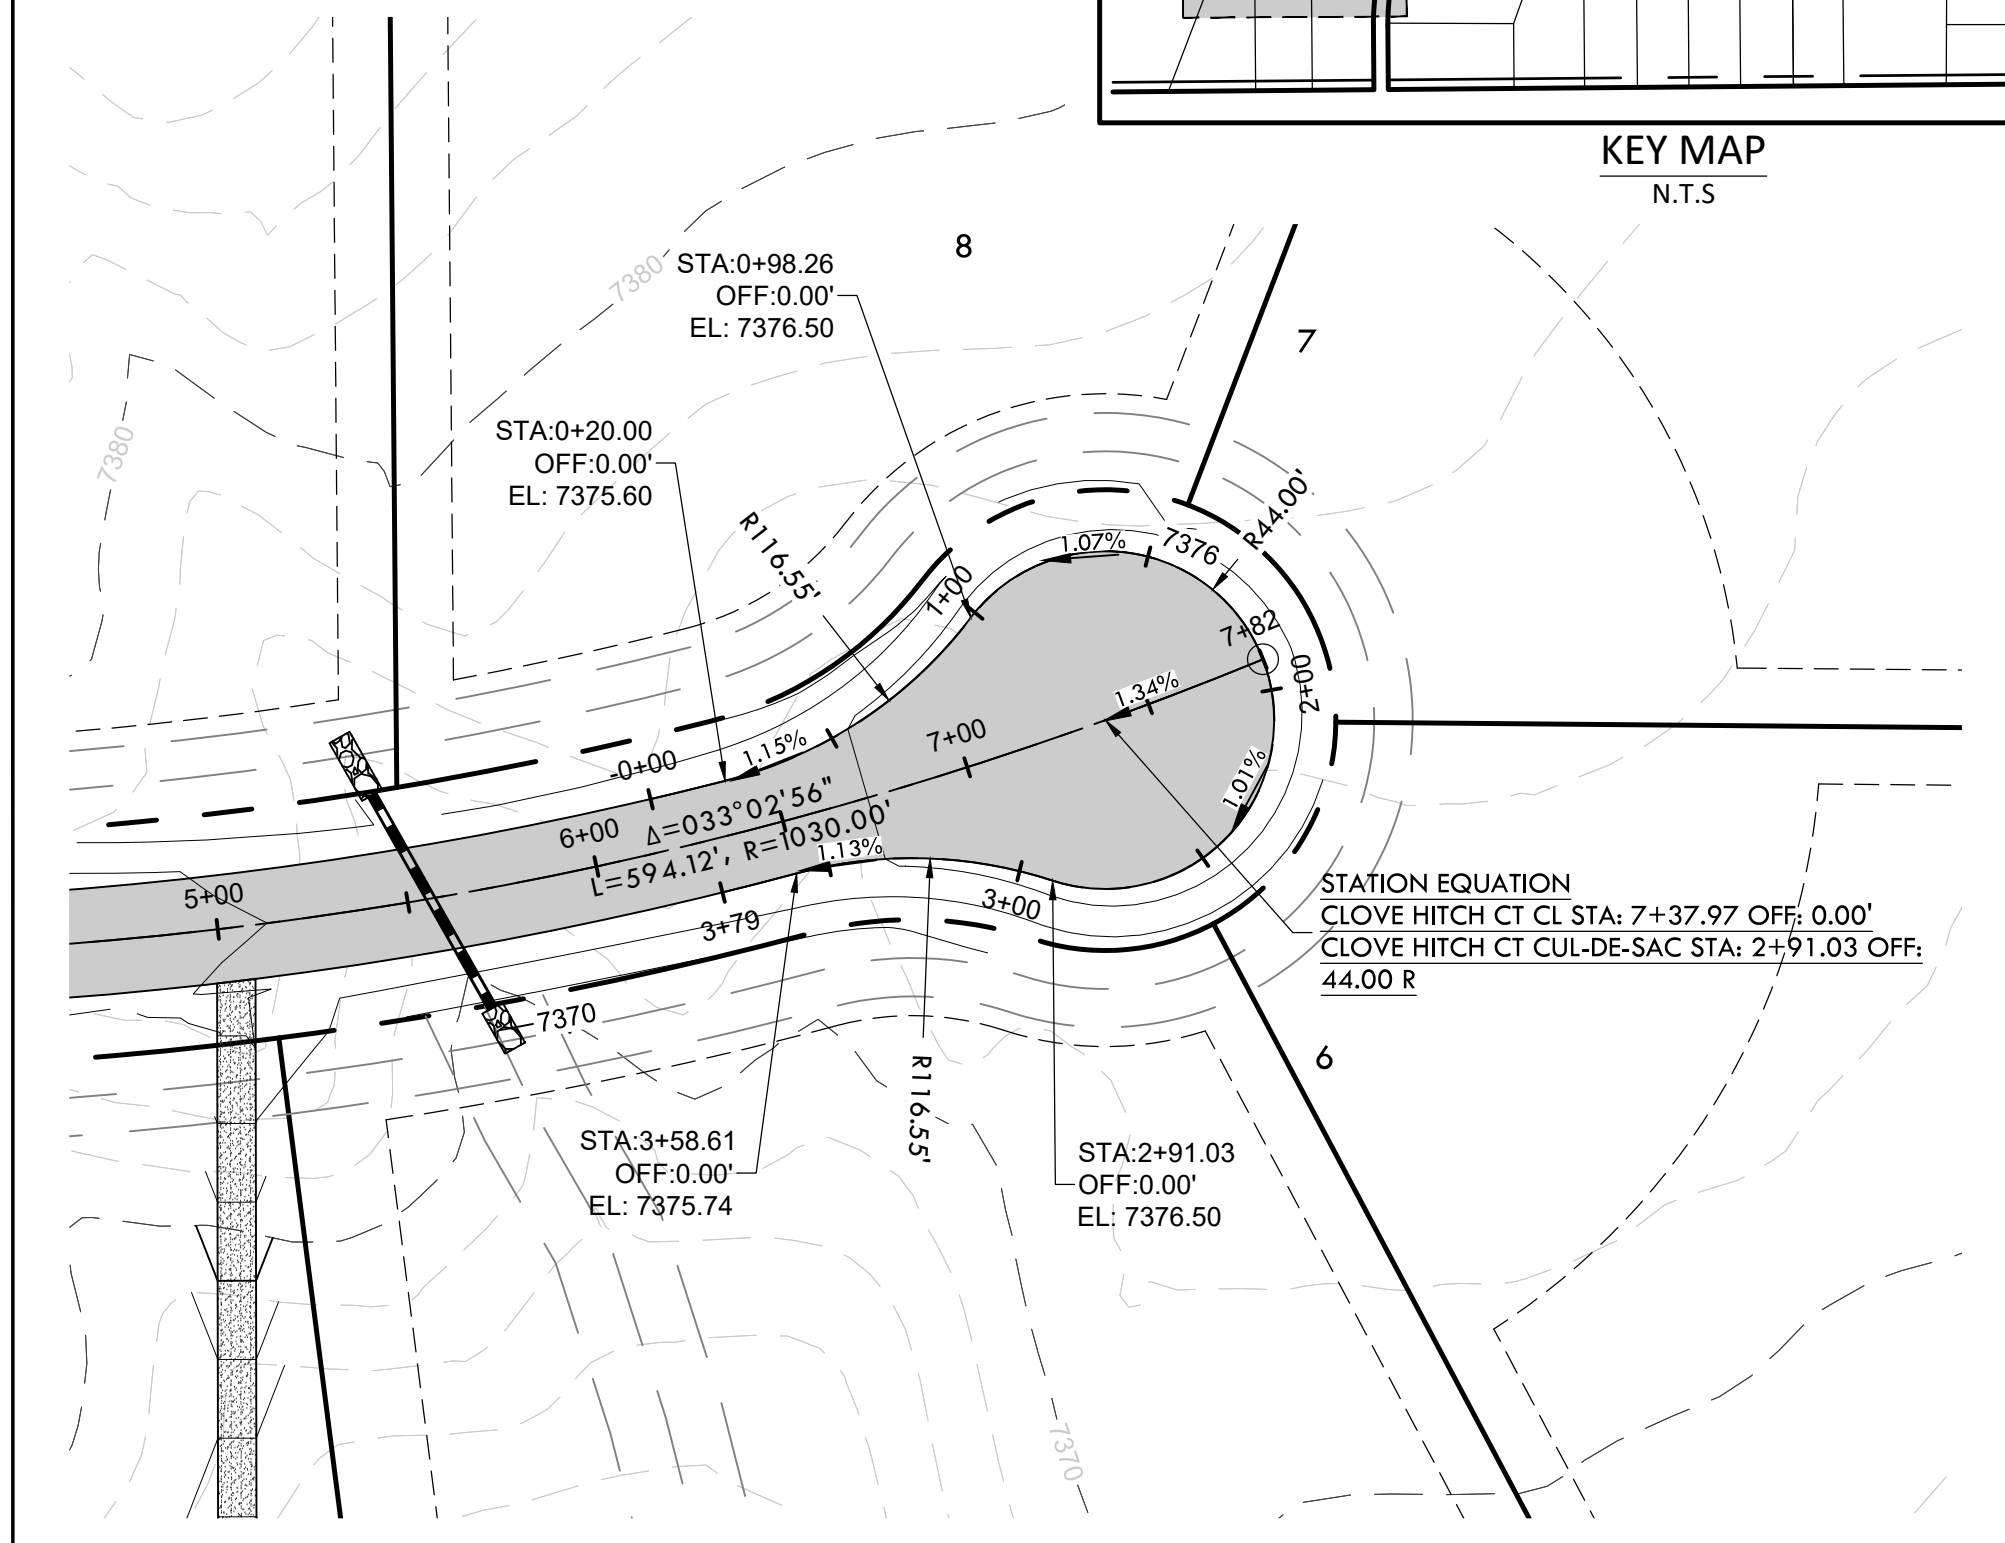 KEY MAP
N.T.S
8
7380
STA:0+98.26
OFF:0.00'
EL: 7376.50
7
7380
STA:0+20.00
OFF:0.00'
EL: 7375.60
R116.55'
1.07%
7376
R44.00'
1+00
7+82
2+00
1.34%
7+00
1.15%
-0+00
1.01%
6+00
Δ=033°02'56"
L=594.12', R=1030.00'
1.13%
5+00
3+79
3+00
STATION EQUATION
CLOVE HITCH CT CL STA: 7+37.97 OFF: 0.00'
CLOVE HITCH CT CUL-DE-SAC STA: 2+91.03 OFF:
44.00 R
7370
6
R116.55'
STA:3+58.61
OFF:0.00'
EL: 7375.74
STA:2+91.03
OFF:0.00'
EL: 7376.50
7370